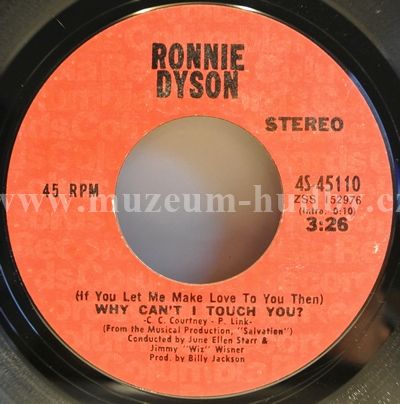 RONNIE
DYSON
STEREO
45 RPM
4S-45110
ZSS 152976
(Intro. 0:10)
3:26
www.muzeum-hudby.cz
(If You Let Me Make Love To You Then)
WHY CAN'T I TOUCH YOU?
-C. C. Courtney - P. Link-
(From the Musical Production, "Salvation")
Conducted by June Ellen Starr &
Jimmy "Wiz" Wisner
Prod. by Billy Jackson